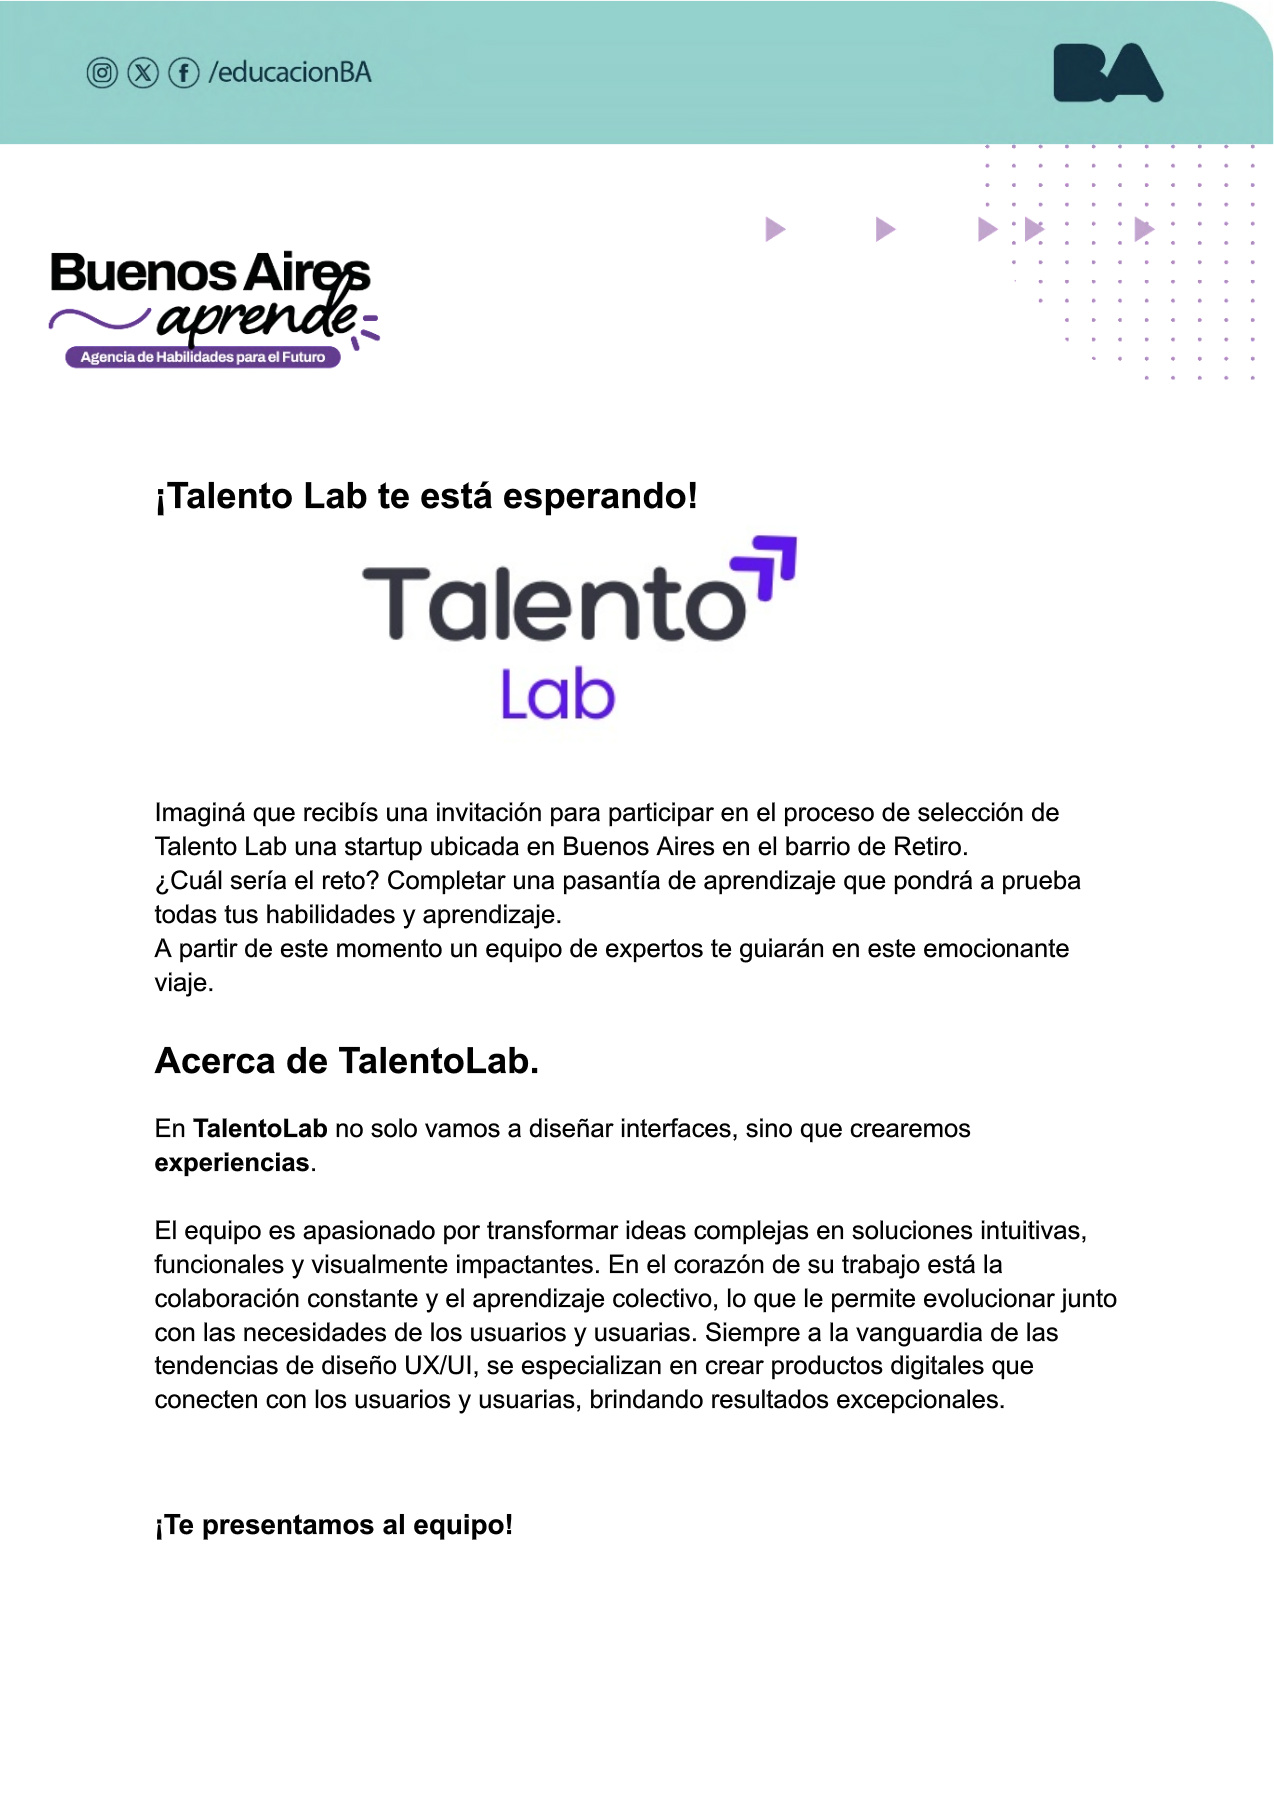 /educacionBA
BA
Buenos Aires
aprende
Agencia de Habilidades para el Futuro
¡Talento Lab te está esperando!
Talento
Lab
Imaginá que recibís una invitación para participar en el proceso de selección de
Talento Lab una startup ubicada en Buenos Aires en el barrio de Retiro.
¿Cuál sería el reto? Completar una pasantía de aprendizaje que pondrá a prueba
todas tus habilidades y aprendizaje.
A partir de este momento un equipo de expertos te guiarán en este emocionante
viaje.
Acerca de TalentoLab.
En TalentoLab no solo vamos a diseñar interfaces, sino que crearemos
experiencias.
El equipo es apasionado por transformar ideas complejas en soluciones intuitivas,
funcionales y visualmente impactantes. En el corazón de su trabajo está la
colaboración constante y el aprendizaje colectivo, lo que le permite evolucionar junto
con las necesidades de los usuarios y usuarias. Siempre a la vanguardia de las
tendencias de diseño UX/UI, se especializan en crear productos digitales que
conecten con los usuarios y usuarias, brindando resultados excepcionales.
¡Te presentamos al equipo!